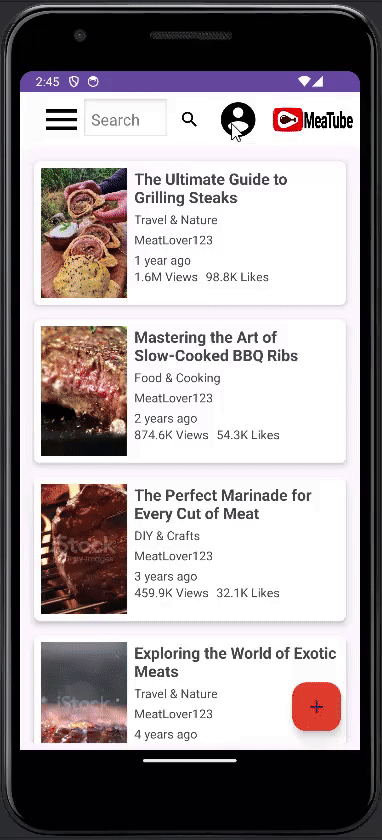 2:45
Search
MeaTube
The Ultimate Guide to
Grilling Steaks
Travel & Nature
MeatLover123
1 year ago
1.6M Views 98.8K Likes
Mastering the Art of
Slow-Cooked BBQ Ribs
Food & Cooking
MeatLover123
2 years ago
874.6K Views 54.3K Likes
The Perfect Marinade for
Every Cut of Meat
iStock
DIY & Crafts
MeatLover123
3 years ago
459.9K Views 32.1K Likes
Exploring the World of Exotic
Meats
iStock
Travel & Nature
MeatLover123
4 years ago
+